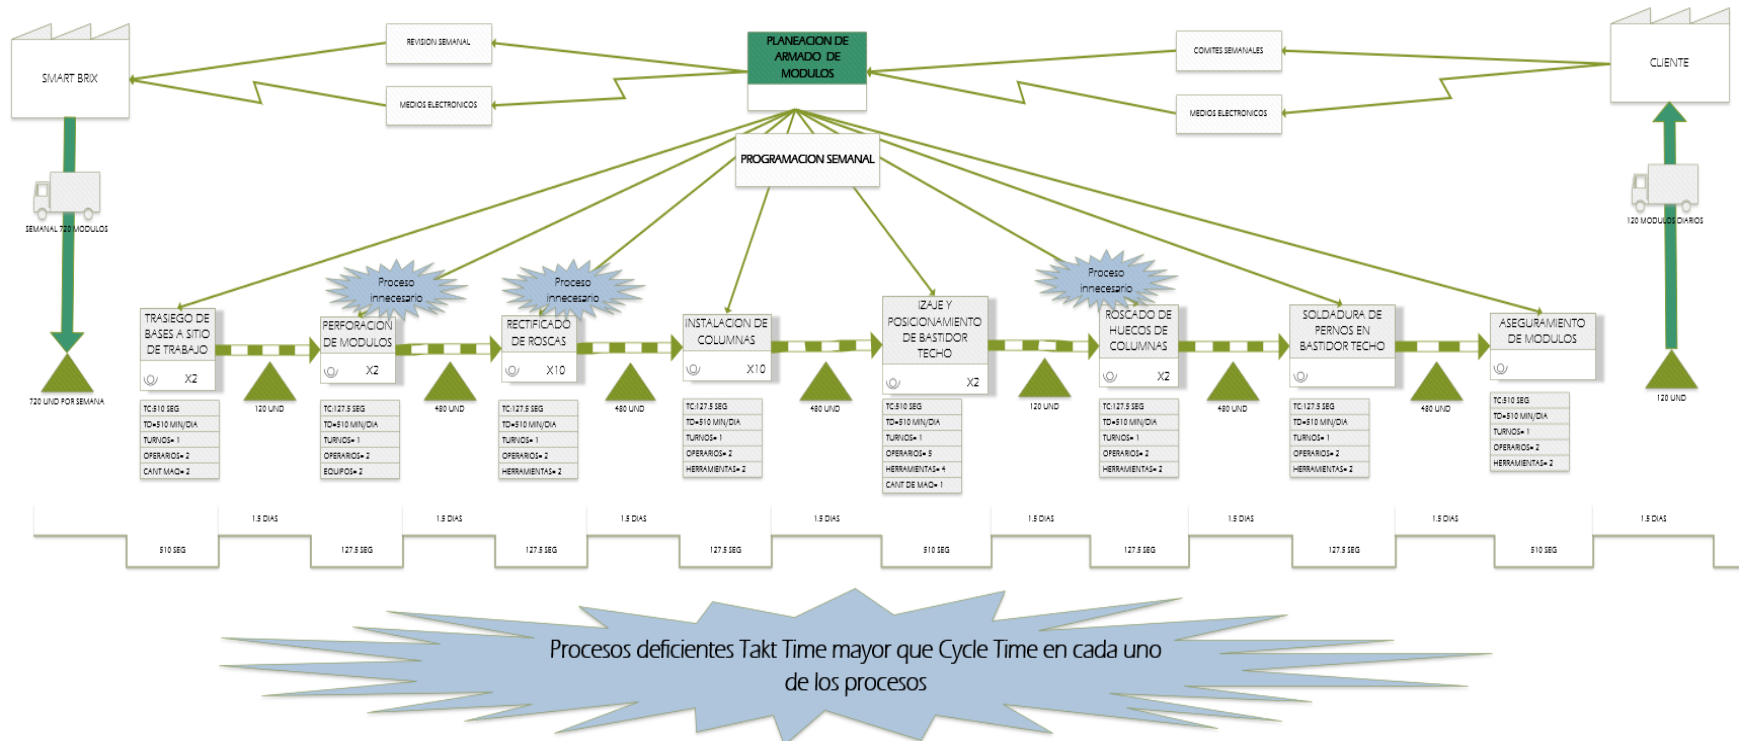 SMART BRIX
REVISION SEMANAL
MEDIOS ELECTRONICOS
PLANEACION DE
ARMADO DE
MODULOS
COMITES SEMANALES
MEDIOS ELECTRONICOS
CLIENTE
PROGRAMACION SEMANAL
SEMANAL 720 MODULOS
120 MODULOS DIARIOS
Proceso
innecesario
Proceso
innecesario
Proceso
innecesario
720 UND POR SEMANA
TRASIEGO DE
BASES A SITIO
DE TRABAJO
X2
TC:510 SEG
TD=510 MIN/DIA
TURNOS= 1
OPERARIOS= 2
CANT MAQ= 2
120 UND
PERFORACION
DE MODULOS
X2
TC:127.5 SEG
TD=510 MIN/DIA
TURNOS= 1
OPERARIOS= 2
EQUIPOS= 2
480 UND
RECTIFICADO
DE ROSCAS
X10
TC:127.5 SEG
TD=510 MIN/DIA
TURNOS= 1
OPERARIOS= 2
HERRAMIENTAS= 2
480 UND
INSTALACION DE
COLUMNAS
X10
TC:127.5 SEG
TD=510 MIN/DIA
TURNOS= 1
OPERARIOS= 2
HERRAMIENTAS= 2
480 UND
IZAJE Y
POSICIONAMIENTO
DE BASTIDOR
TECHO
X2
TC:510 SEG
TD=510 MIN/DIA
TURNOS= 1
OPERARIOS= 5
HERRAMIENTAS= 4
CANT DE MAQ= 1
120 UND
ROSCADO DE
HUECOS DE
COLUMNAS
X2
TC:127.5 SEG
TD=510 MIN/DIA
TURNOS= 1
OPERARIOS= 2
HERRAMIENTAS= 2
480 UND
SOLDADURA DE
PERNOS EN
BASTIDOR TECHO
TC:127.5 SEG
TD=510 MIN/DIA
TURNOS= 1
OPERARIOS= 2
HERRAMIENTAS= 2
480 UND
ASEGURAMIENTO
DE MODULOS
TC:510 SEG
TD=510 MIN/DIA
TURNOS= 1
OPERARIOS= 2
HERRAMIENTAS= 2
120 UND
1.5 DIAS
1.5 DIAS
1.5 DIAS
1.5 DIAS
1.5 DIAS
1.5 DIAS
1.5 DIAS
1.5 DIAS
510 SEG
127.5 SEG
127.5 SEG
127.5 SEG
510 SEG
127.5 SEG
127.5 SEG
510 SEG
Procesos deficientes Takt Time mayor que Cycle Time en cada uno
de los procesos